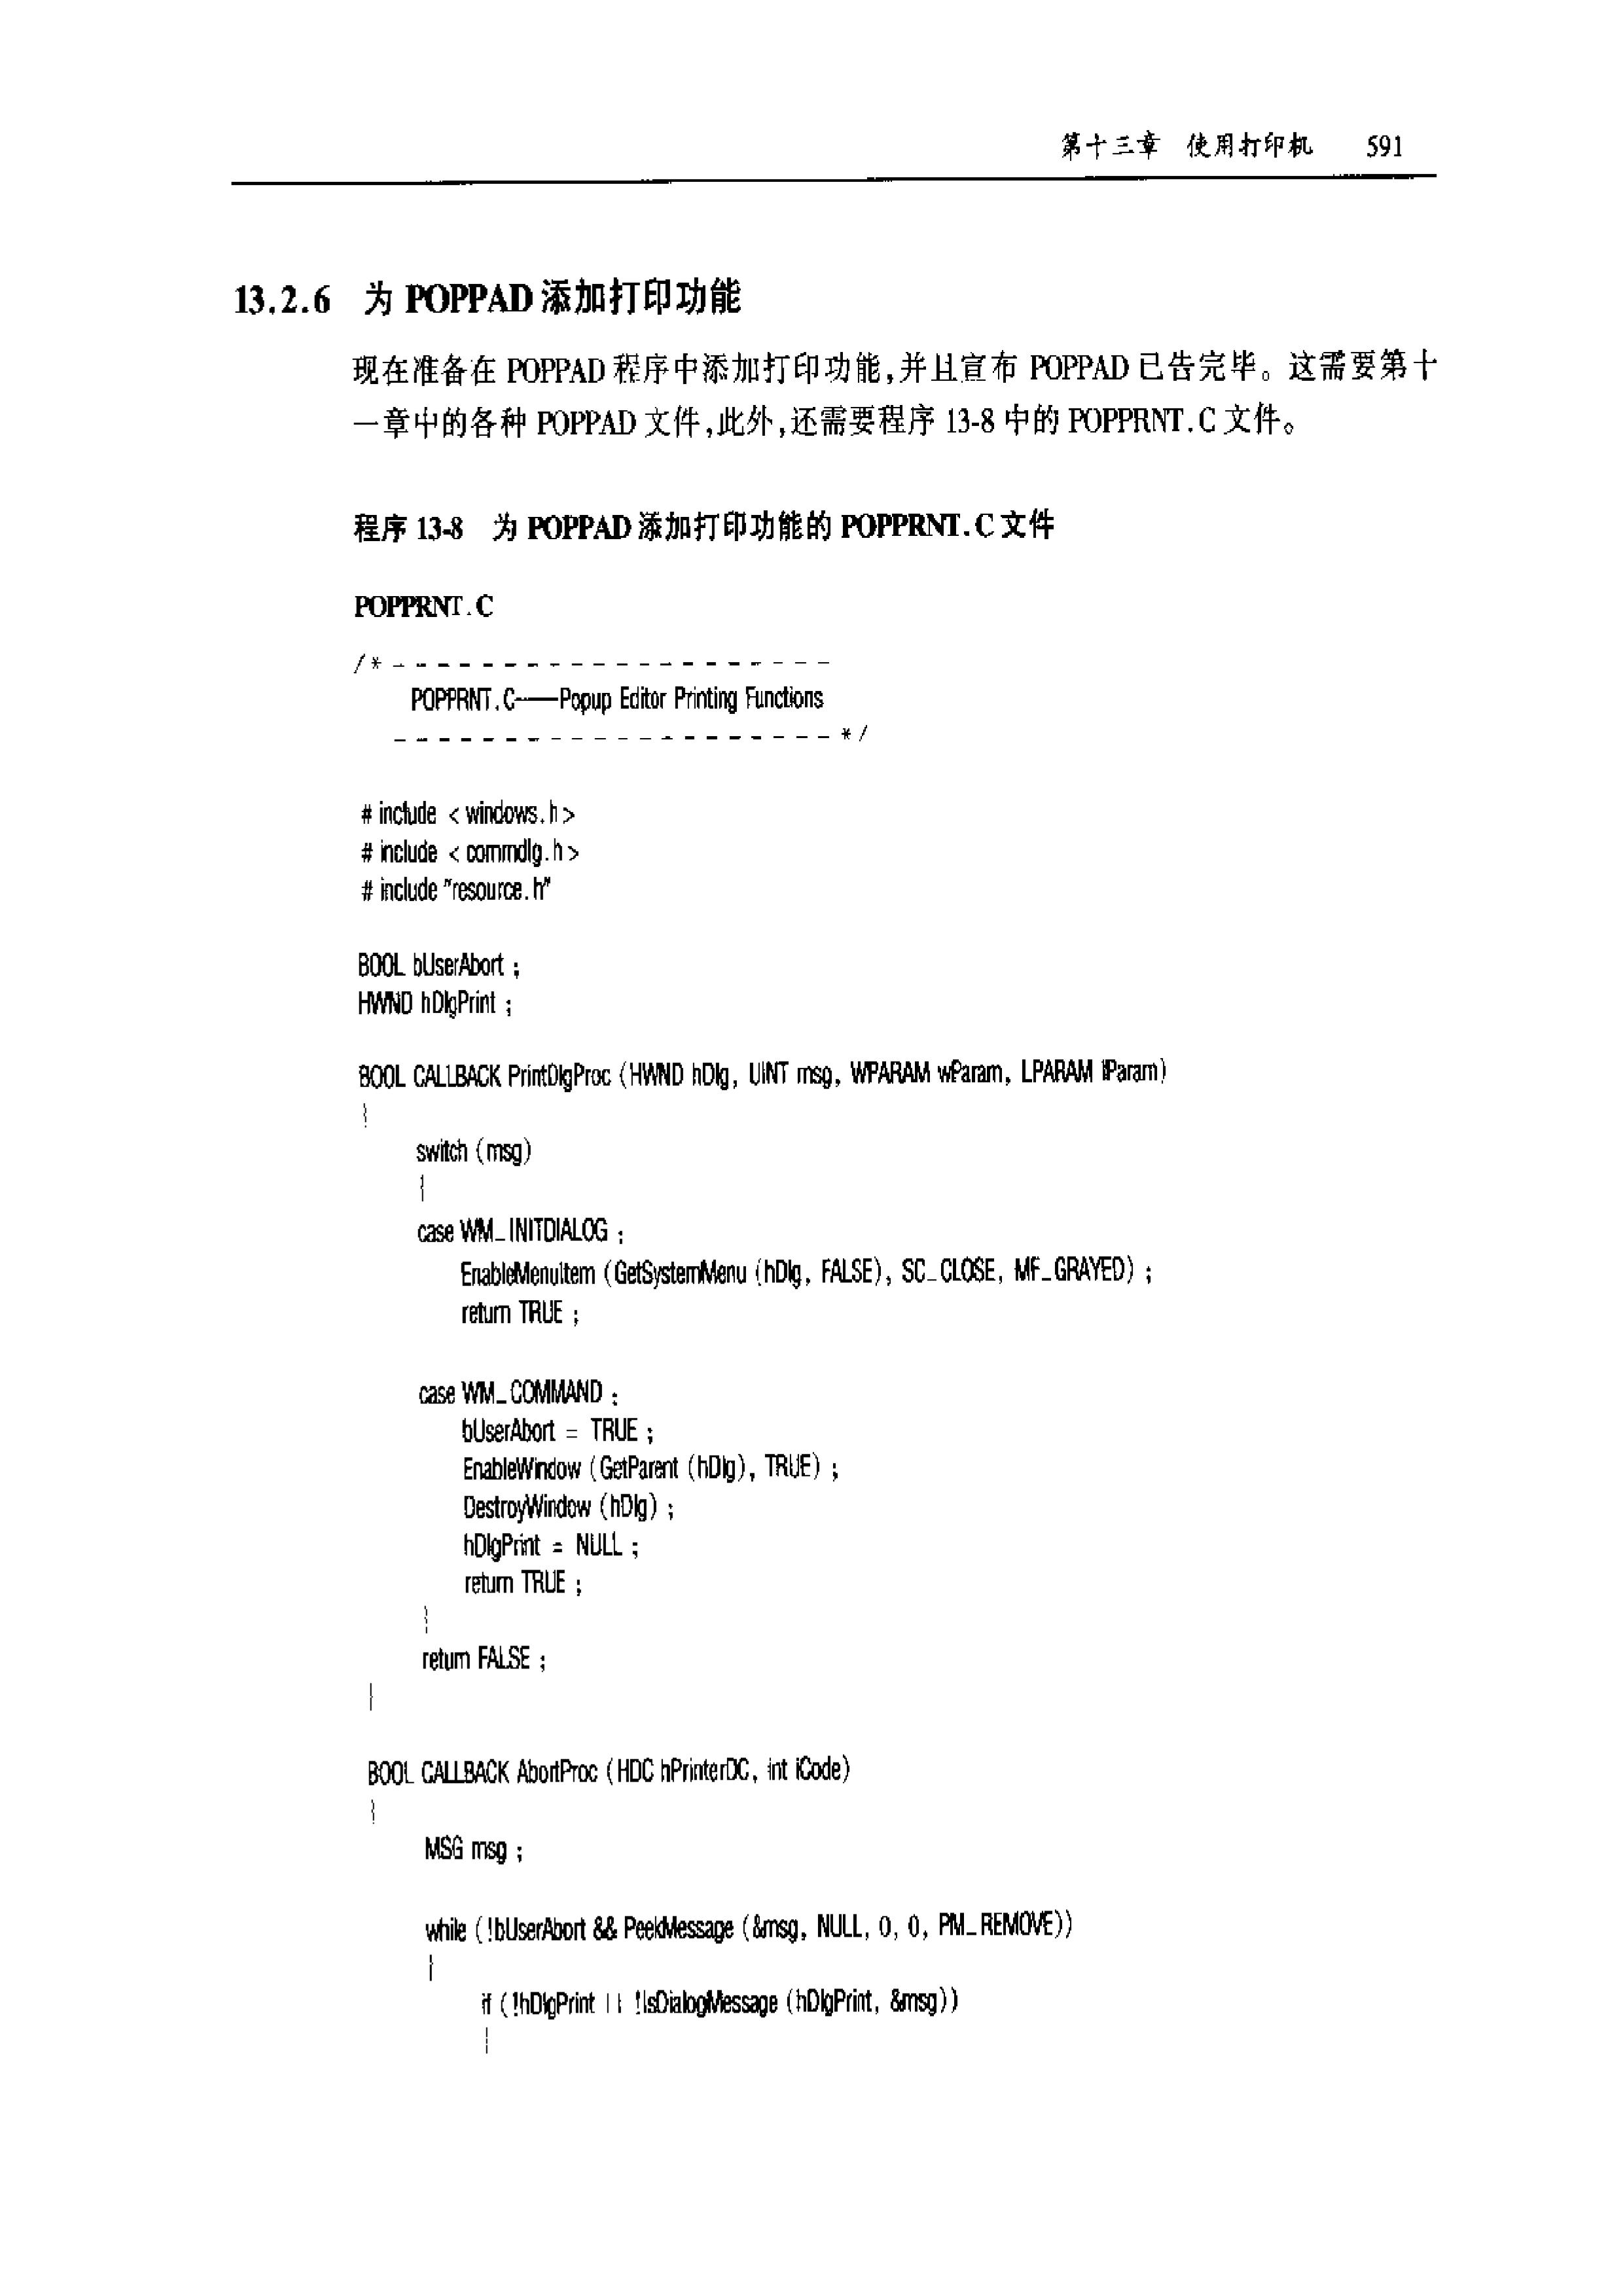 第十三章 使用打印机 591
13.2.6 为 POPPAD 添加打印功能
现在准备在 POPPAD 程序中添加打印功能,并且宣布 POPPAD 已告完毕。这需要第十
一章中的各种 POPPAD 文件,此外,还需要程序 13-8 中的 POPPRNT.C 文件。
程序 13-8 为 POPPAD 添加打印功能的 POPPRNT.C 文件
POPPRNT.C
/* - - - - - - - - - - - - - - - - - - - -
POPPRNT.C——Popup Editor Printing Functions
- - - - - - - - - - - - - - - - - - - - */
# include < windows.h >
# include < commdlg.h >
# include "resource.h"
BOOL bUserAbort ;
HWND hDlgPrint ;
BOOL CALLBACK PrintDlgProc (HWND hDlg, UINT msg, WPARAM wParam, LPARAM lParam)
{
switch (msg)
{
case WM_INITDIALOG :
EnableMenuItem (GetSystemMenu (hDlg, FALSE), SC_CLOSE, MF_GRAYED) ;
return TRUE ;
case WM_COMMAND :
bUserAbort = TRUE ;
EnableWindow (GetParent (hDlg), TRUE) ;
DestroyWindow (hDlg) ;
hDlgPrint = NULL ;
return TRUE ;
}
return FALSE ;
}
BOOL CALLBACK AbortProc (HDC hPrinterDC, int iCode)
{
MSG msg ;
while (!bUserAbort && PeekMessage (&msg, NULL, 0, 0, PM_REMOVE))
{
if (!hDlgPrint || !IsDialogMessage (hDlgPrint, &msg))
{